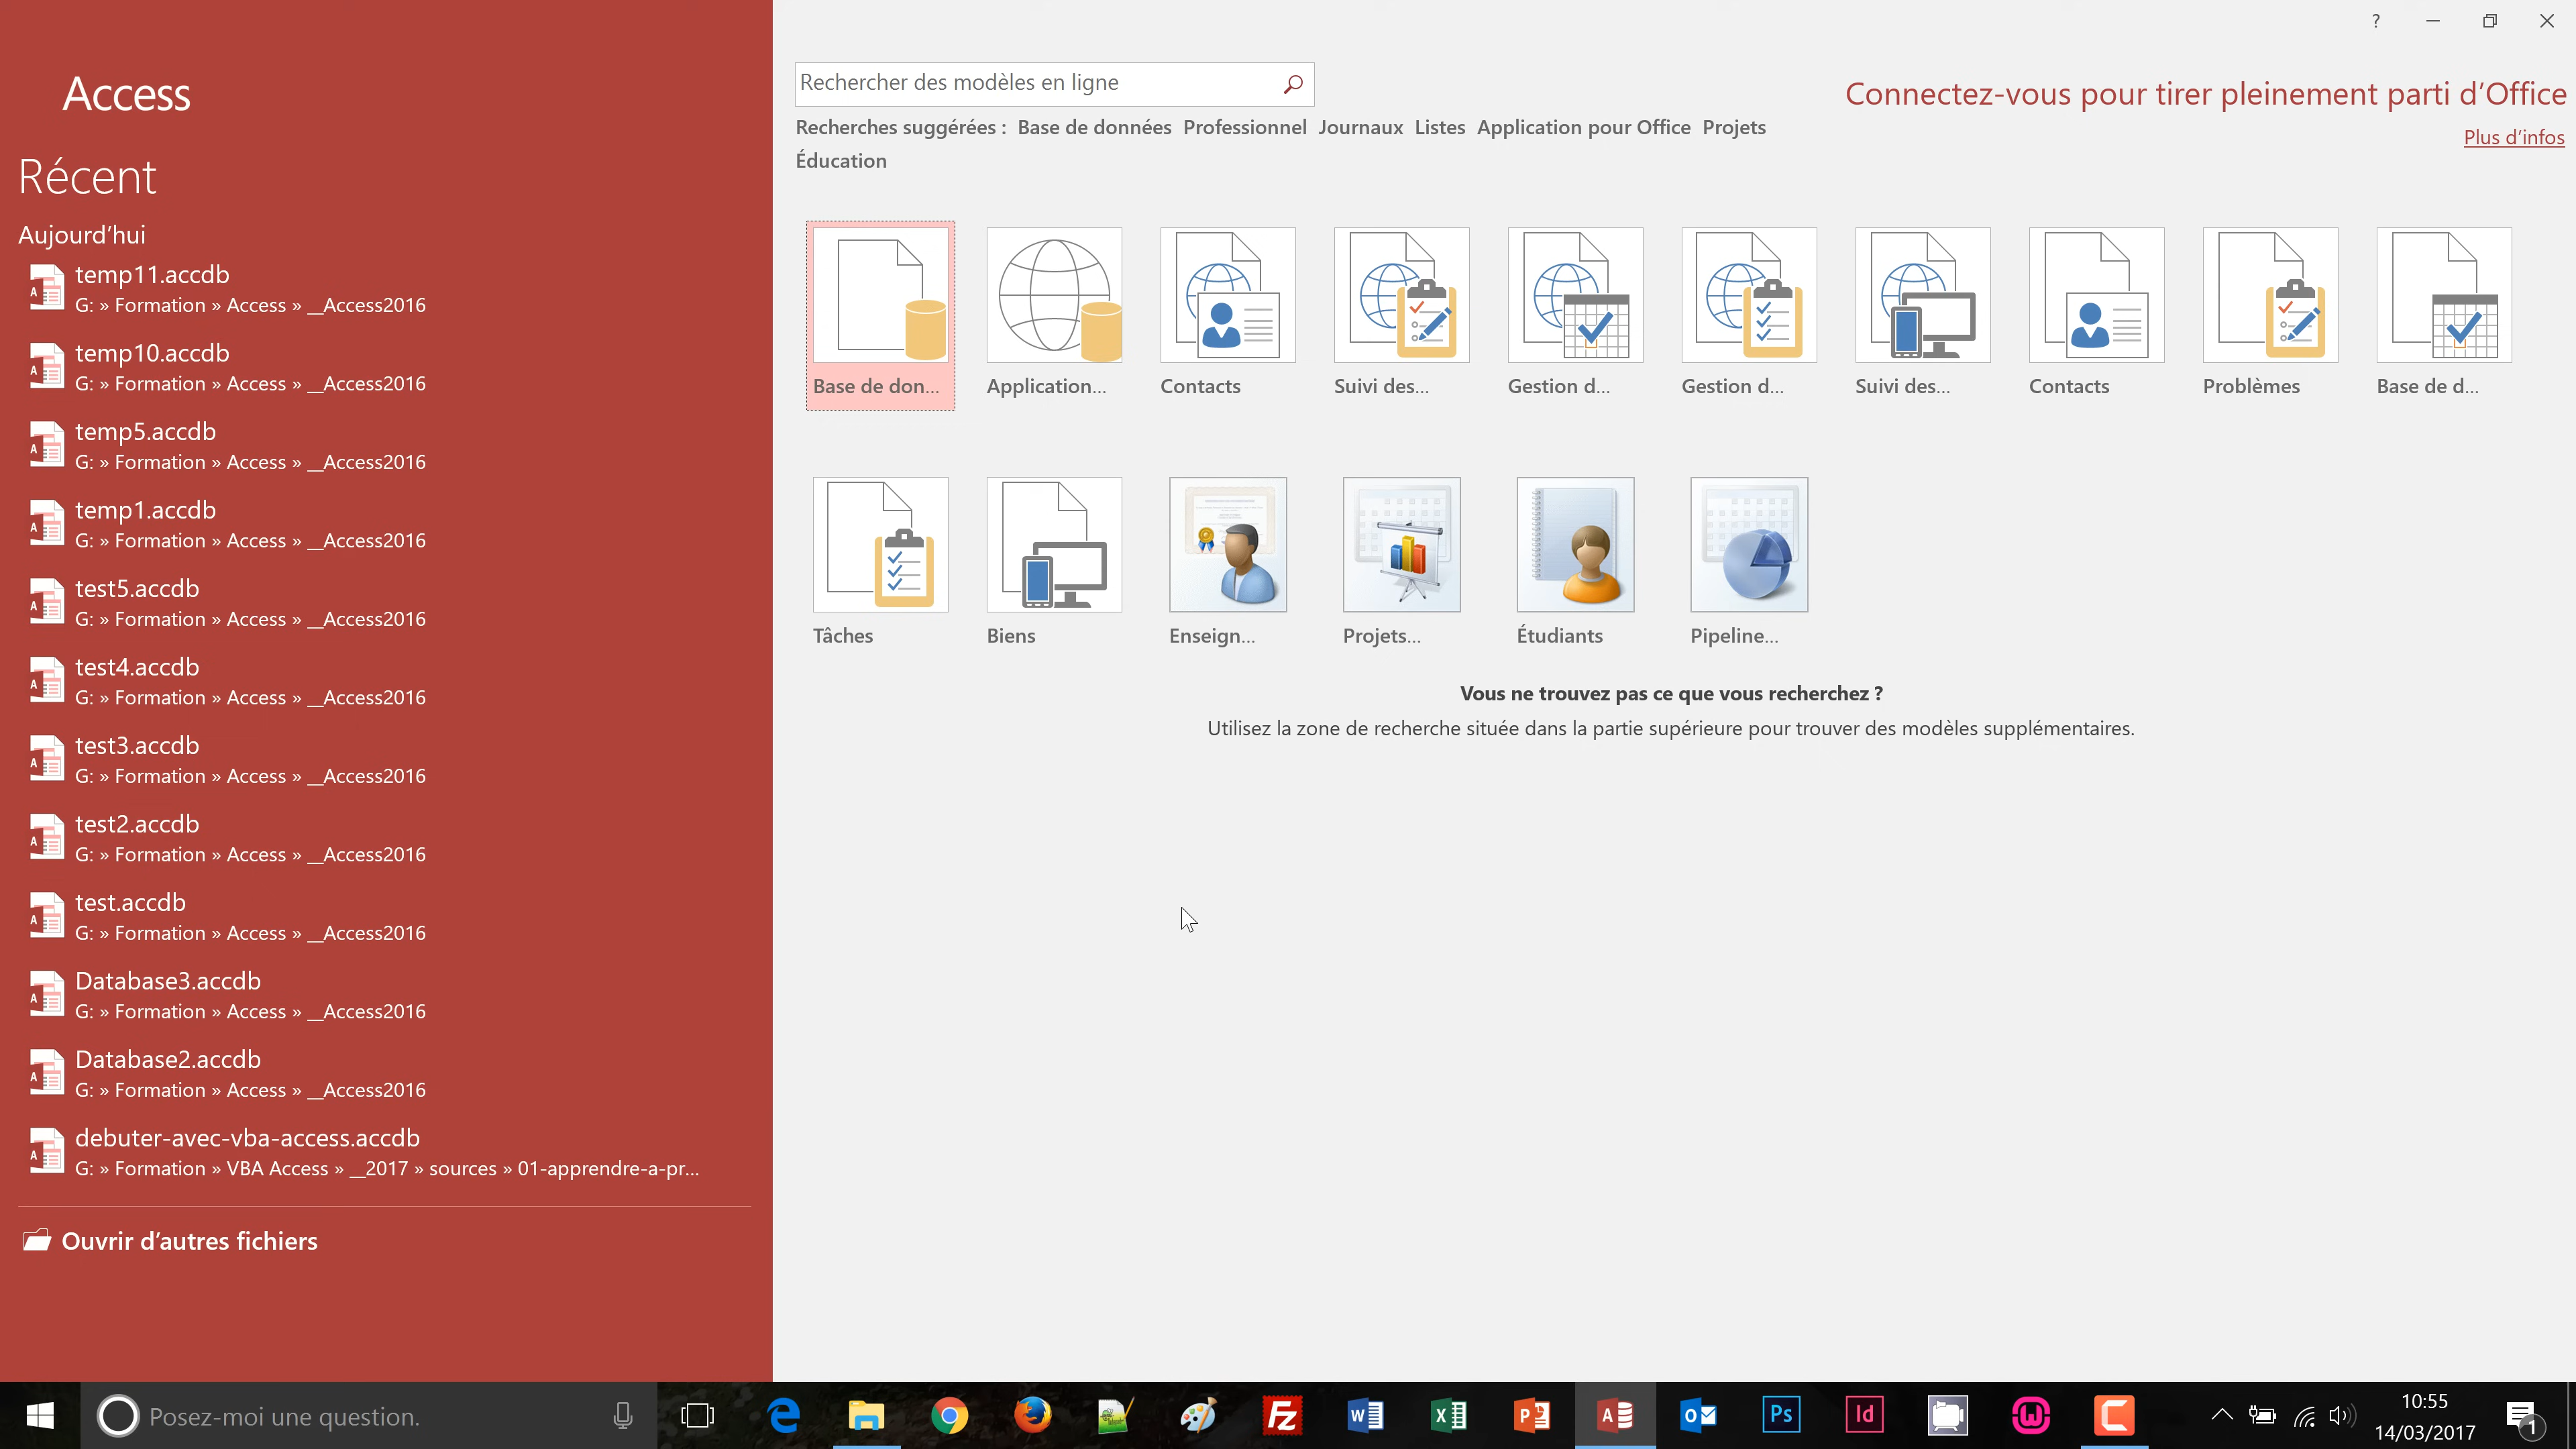 ?
Access
Récent
Aujourd’hui
temp11.accdb
G: » Formation » Access » __Access2016
temp10.accdb
G: » Formation » Access » __Access2016
temp5.accdb
G: » Formation » Access » __Access2016
temp1.accdb
G: » Formation » Access » __Access2016
test5.accdb
G: » Formation » Access » __Access2016
test4.accdb
G: » Formation » Access » __Access2016
test3.accdb
G: » Formation » Access » __Access2016
test2.accdb
G: » Formation » Access » __Access2016
test.accdb
G: » Formation » Access » __Access2016
Database3.accdb
G: » Formation » Access » __Access2016
Database2.accdb
G: » Formation » Access » __Access2016
debuter-avec-vba-access.accdb
G: » Formation » VBA Access » __2017 » sources » 01-apprendre-a-pr...
Ouvrir d’autres fichiers
Rechercher des modèles en ligne
Connectez-vous pour tirer pleinement parti d’Office
Plus d’infos
Recherches suggérées : Base de données Professionnel Journaux Listes Application pour Office Projets
Éducation
Base de don... Application... Contacts Suivi des... Gestion d... Gestion d... Suivi des... Contacts Problèmes Base de d...
Tâches Biens Enseign... Projets... Étudiants Pipeline...
Vous ne trouvez pas ce que vous recherchez ?
Utilisez la zone de recherche située dans la partie supérieure pour trouver des modèles supplémentaires.
Posez-moi une question.
Ps
Id
10:55
14/03/2017
1